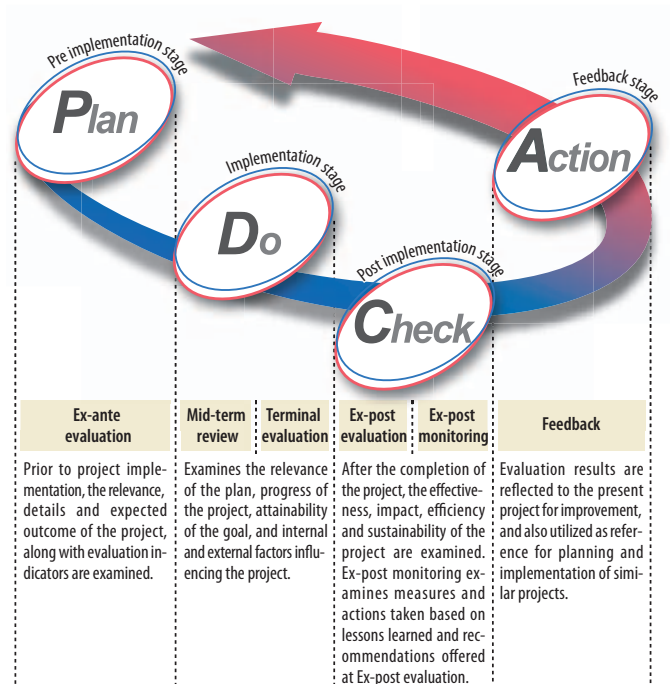 Pre implementation stage
Plan
Implementation stage
Do
Post implementation stage
Check
Feedback stage
Action
Ex-ante
evaluation
Prior to project imple-
mentation, the relevance,
details and expected
outcome of the project,
along with evaluation in-
dicators are examined.
Mid-term
review
Terminal
evaluation
Examines the relevance
of the plan, progress of
the project, attainability
of the goal, and internal
and external factors influ-
encing the project.
Ex-post
evaluation
Ex-post
monitoring
After the completion of
the project, the effective-
ness, impact, efficiency
and sustainability of the
project are examined.
Ex-post monitoring ex-
amines measures and
actions taken based on
lessons learned and rec-
ommendations offered
at Ex-post evaluation.
Feedback
Evaluation results are
reflected to the present
project for improvement,
and also utilized as refer-
ence for planning and
implementation of simi-
lar projects.